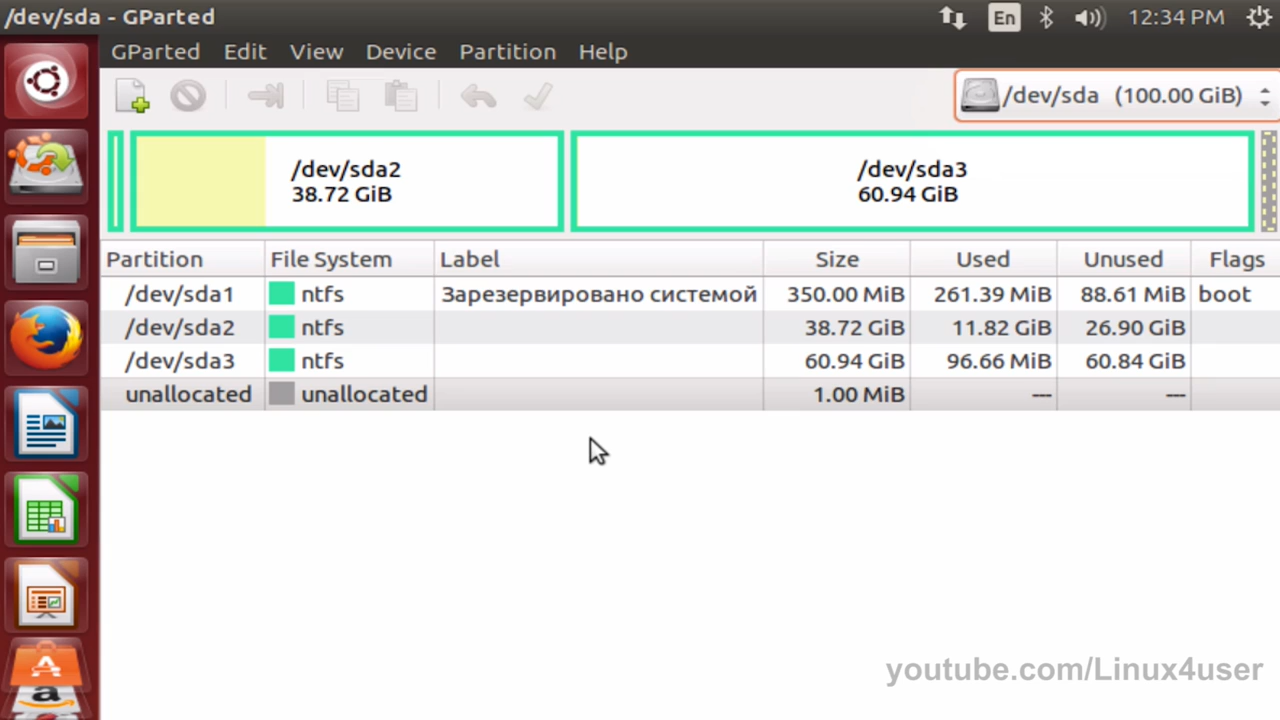 /dev/sda - GParted
En
12:34 PM
GParted Edit View Device Partition Help
/dev/sda (100.00 GiB)
/dev/sda2
38.72 GiB
/dev/sda3
60.94 GiB
Partition File System Label Size Used Unused Flags
/dev/sda1 ntfs Зарезервировано системой 350.00 MiB 261.39 MiB 88.61 MiB boot
/dev/sda2 ntfs 38.72 GiB 11.82 GiB 26.90 GiB
/dev/sda3 ntfs 60.94 GiB 96.66 MiB 60.84 GiB
unallocated unallocated 1.00 MiB --- ---
youtube.com/Linux4user